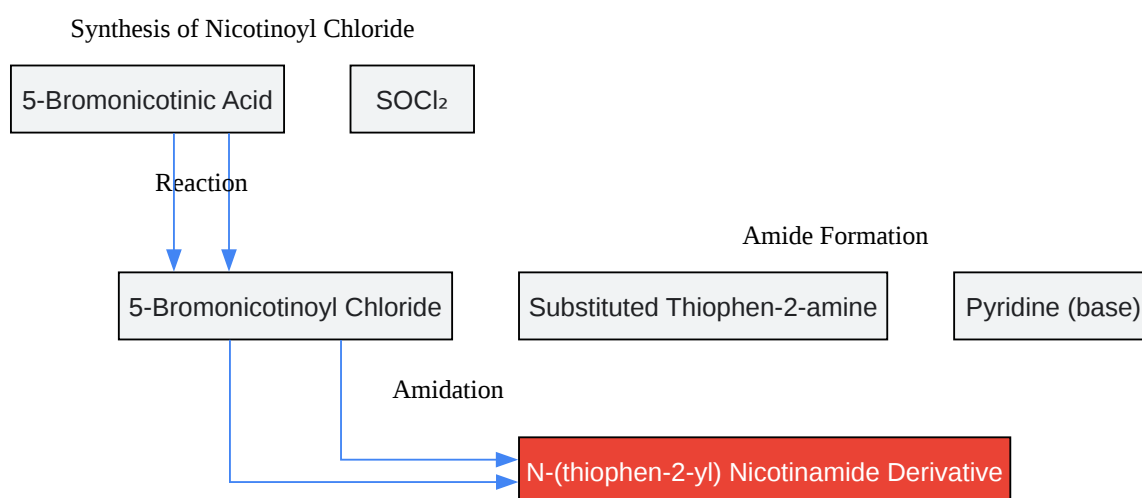 Synthesis of Nicotinoyl Chloride
5-Bromonicotinic Acid
SOCl₂
Reaction
Amide Formation
5-Bromonicotinoyl Chloride
Substituted Thiophen-2-amine
Pyridine (base)
Amidation
N-(thiophen-2-yl) Nicotinamide Derivative